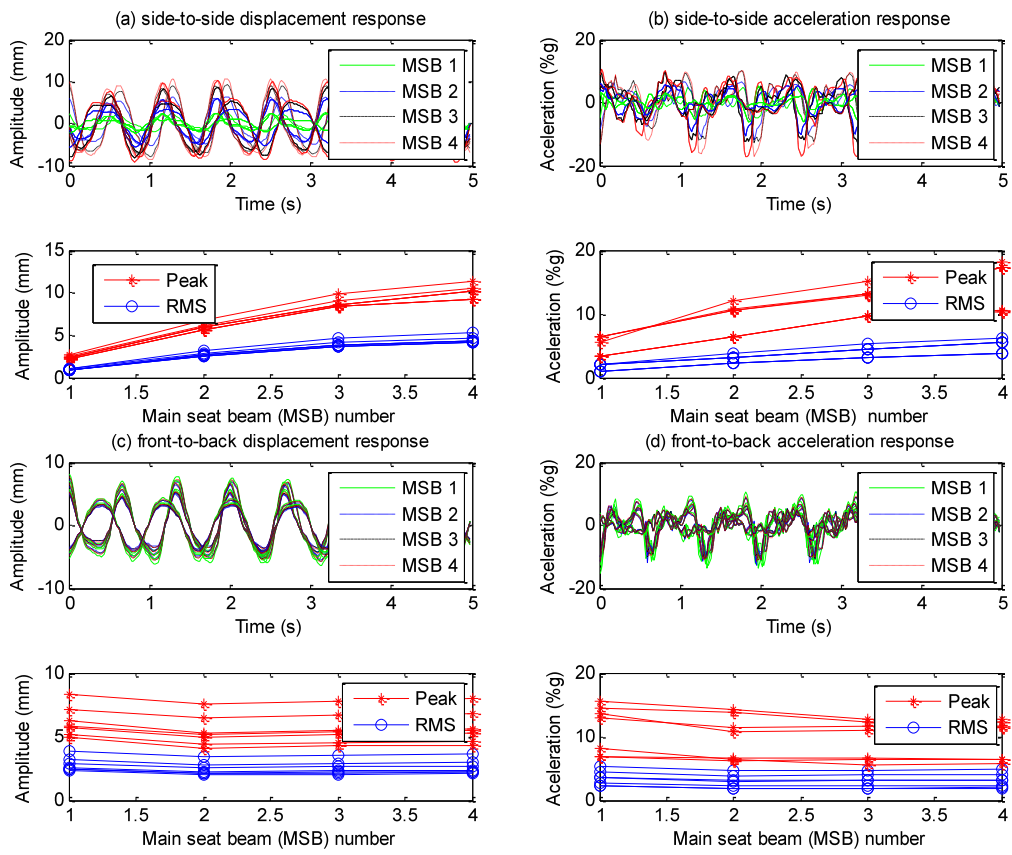 (a) side-to-side displacement response
(b) side-to-side acceleration response
Amplitude (mm)
20
10
0
-10
MSB 1
MSB 2
MSB 3
MSB 4
0 1 2 3 4 5
Time (s)
Aceleration (%g)
20
0
-20
MSB 1
MSB 2
MSB 3
MSB 4
0 1 2 3 4 5
Time (s)
Amplitude (mm)
15
10
5
0
Peak
RMS
1 1.5 2 2.5 3 3.5 4
Main seat beam (MSB) number
Acceleration (%g)
20
10
0
Peak
RMS
1 1.5 2 2.5 3 3.5 4
Main seat beam (MSB) number
(c) front-to-back displacement response
(d) front-to-back acceleration response
Amplitude (mm)
10
0
-10
MSB 1
MSB 2
MSB 3
MSB 4
0 1 2 3 4 5
Time (s)
Aceleration (%g)
20
0
-20
MSB 1
MSB 2
MSB 3
MSB 4
0 1 2 3 4 5
Time (s)
Amplitude (mm)
10
5
0
Peak
RMS
1 1.5 2 2.5 3 3.5 4
Main seat beam (MSB) number
Acceleration (%g)
20
10
0
Peak
RMS
1 1.5 2 2.5 3 3.5 4
Main seat beam (MSB) number